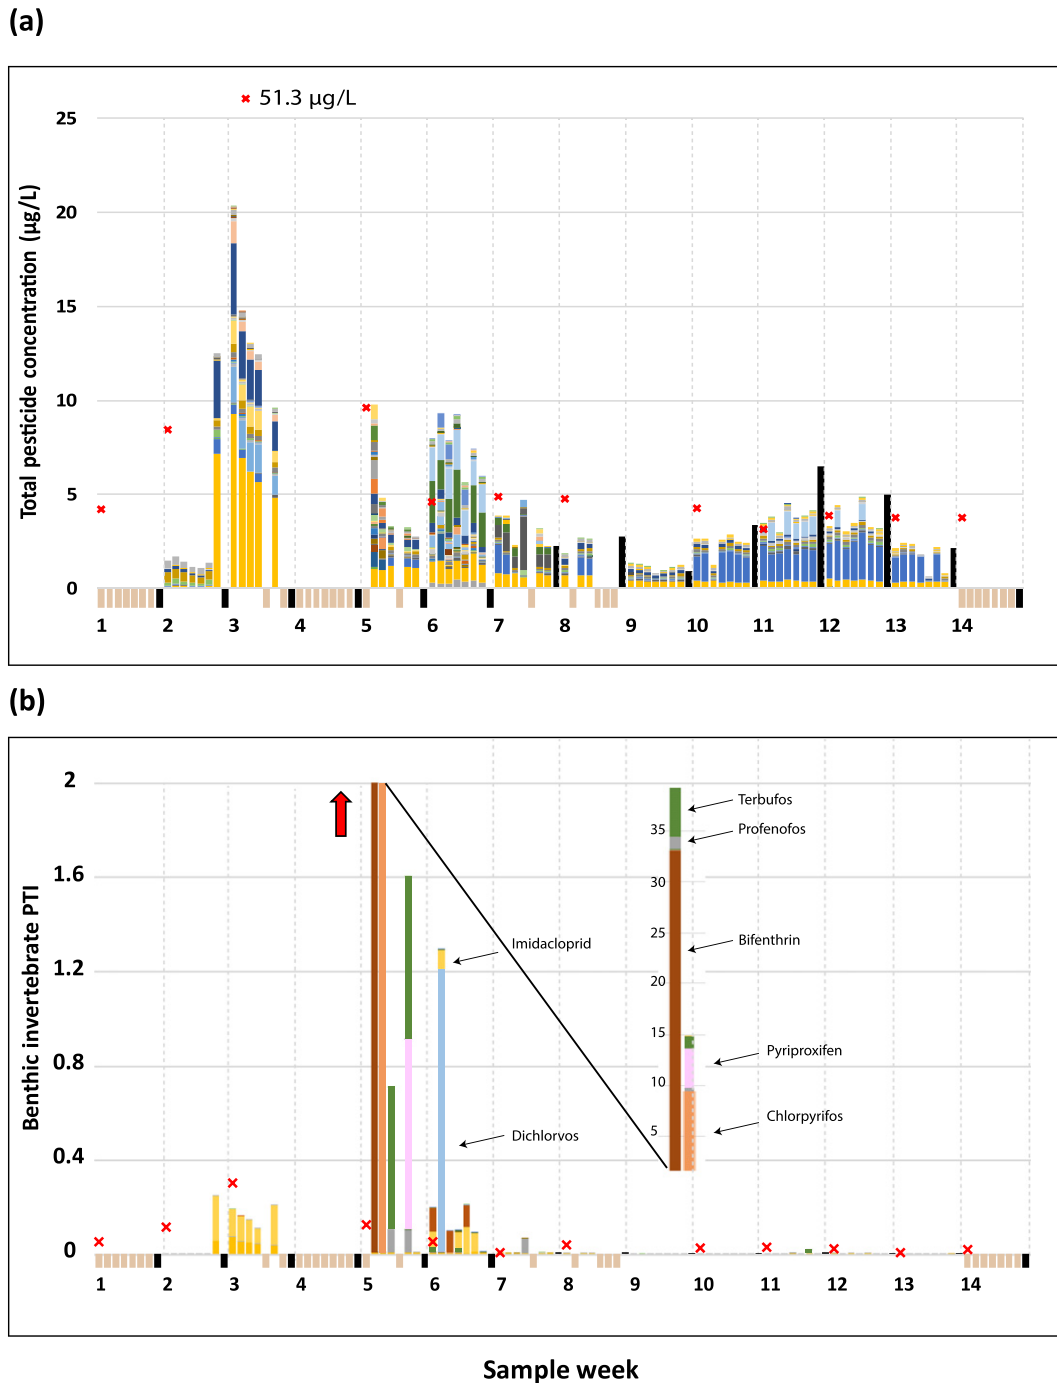 (a)
51.3 µg/L
25
20
15
10
5
0
Total pesticide concentration (µg/L)
1 2 3 4 5 6 7 8 9 10 11 12 13 14
(b)
2
1.6
1.2
0.8
0.4
0
Benthic invertebrate PTI
Imidacloprid
Dichlorvos
35
30
25
20
15
10
5
Terbufos
Profenofos
Bifenthrin
Pyriproxifen
Chlorpyrifos
1 2 3 4 5 6 7 8 9 10 11 12 13 14
Sample week